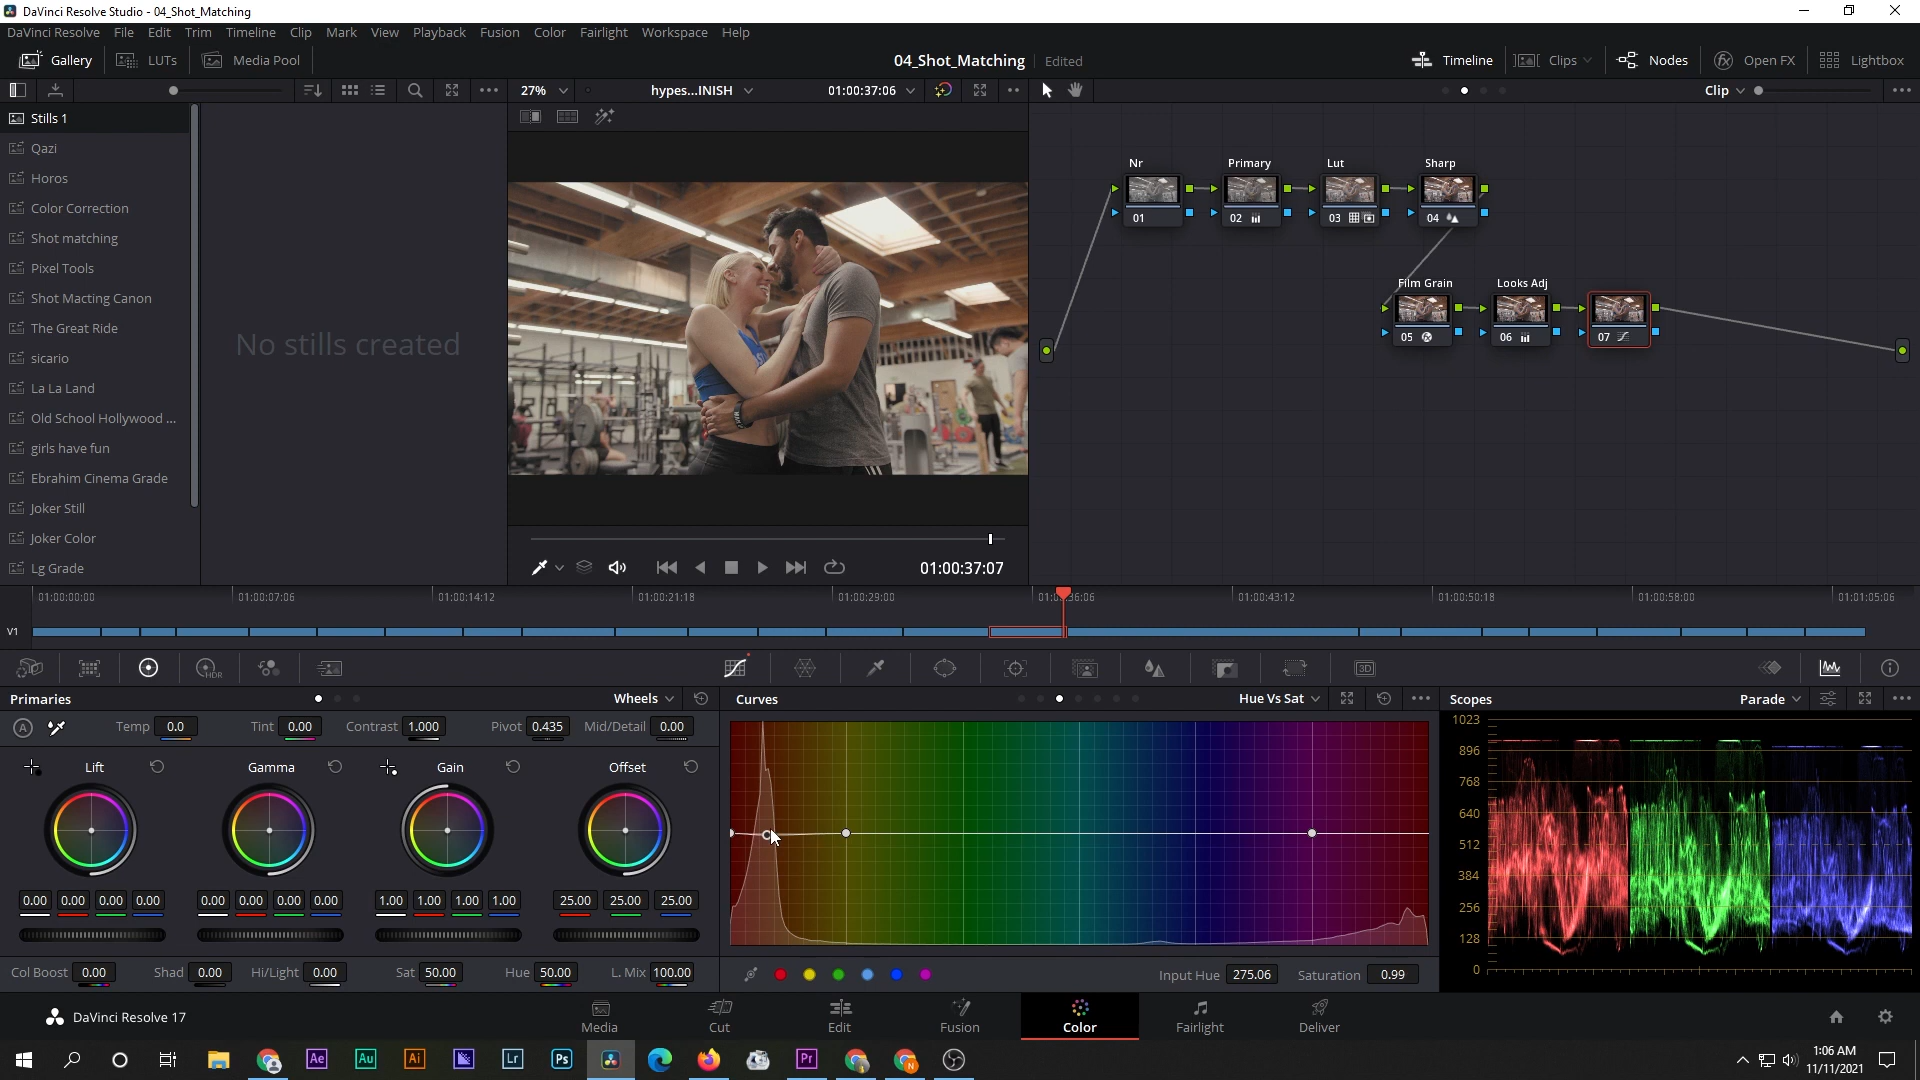 DaVinci Resolve Studio - 04_Shot_Matching
DaVinci Resolve File Edit Trim Timeline Clip Mark View Playback Fusion Color Fairlight Workspace Help
Gallery LUTs Media Pool 04_Shot_Matching Edited Timeline Clips Nodes Open FX Lightbox
27% hypes...INISH 01:00:37:06 Clip
Stills 1
Qazi
Horos
Color Correction
Shot matching
Pixel Tools
Shot Macting Canon
The Great Ride
sicario
La La Land
Old School Hollywood ...
girls have fun
Ebrahim Cinema Grade
Joker Still
Joker Color
Lg Grade
No stills created
Nr Primary Lut Sharp
01 02 03 04
Film Grain Looks Adj
05 06 07
01:00:37:07
01:00:00:00 01:00:07:06 01:00:14:12 01:00:21:18 01:00:29:00 01:00:36:06 01:00:43:12 01:00:50:18 01:00:58:00 01:01:05:06
V1
HDR 3D
Primaries Wheels Curves Hue Vs Sat Scopes Parade
A Temp 0.0 Tint 0.00 Contrast 1.000 Pivot 0.435 Mid/Detail 0.00
Lift Gamma Gain Offset
0.00 0.00 0.00 0.00 0.00 0.00 0.00 0.00 1.00 1.00 1.00 1.00 25.00 25.00 25.00
Col Boost 0.00 Shad 0.00 Hi/Light 0.00 Sat 50.00 Hue 50.00 L. Mix 100.00
Input Hue 275.06 Saturation 0.99
1023
896
768
640
512
384
256
128
0
DaVinci Resolve 17
Media Cut Edit Fusion Color Fairlight Deliver
Ae Au Ai Lr Ps Pr
1:06 AM
11/11/2021